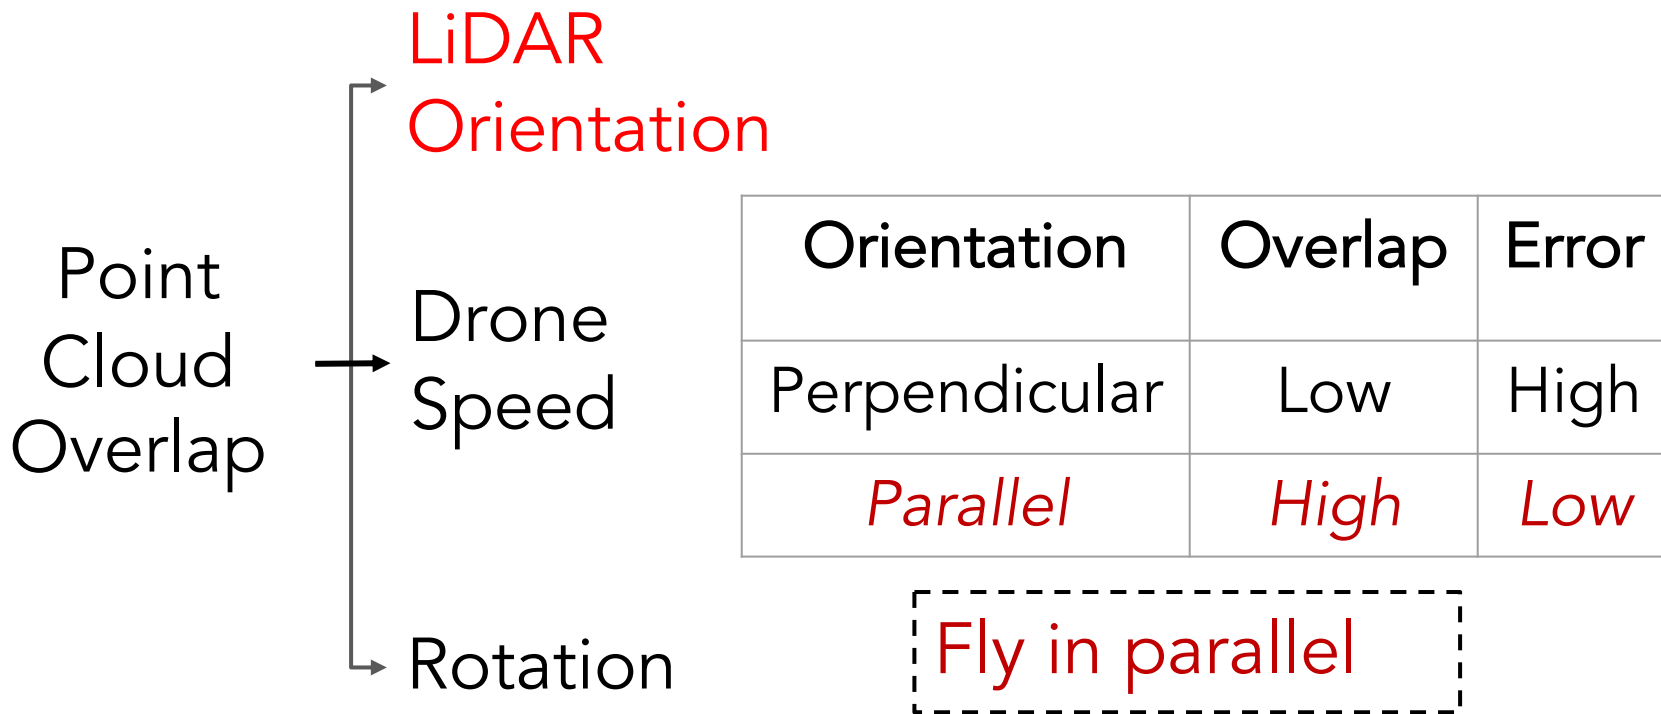 LiDAR
Orientation
Point
Cloud
Overlap
Drone
Speed
Rotation
Orientation Overlap Error
Perpendicular Low High
Parallel High Low
Fly in parallel